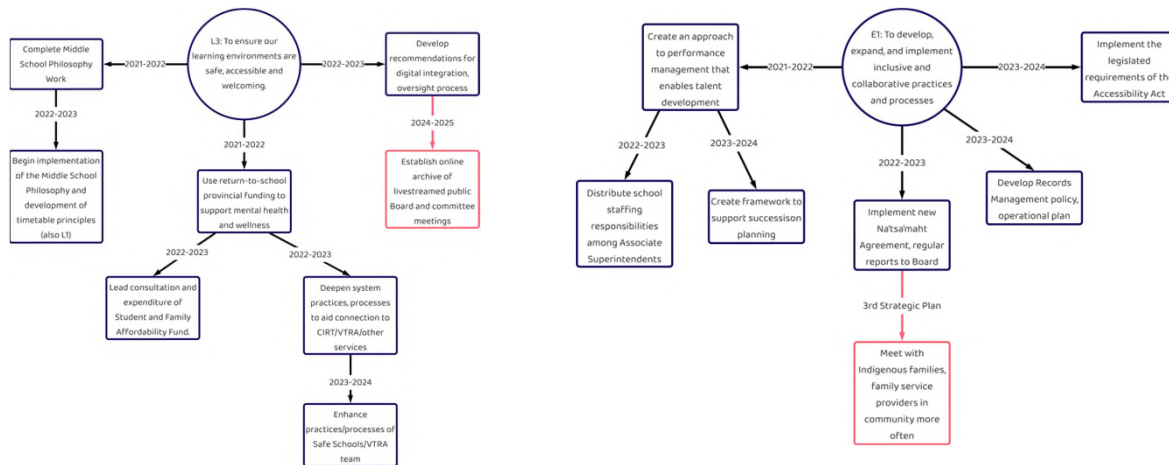 L3: To ensure our
learning environments are
safe, accessible and
welcoming.
Complete Middle
School Philosophy
Work
2021-2022
2022-2023
Develop
recommendations for
digital integration,
oversight process
2022-2023
Begin implementation
of the Middle School
Philosophy and
development of
timetable principles
(also L1)
2021-2022
2024-2025
Establish online
archive of
livestreamed public
Board and committee
meetings
Use return-to-school
provincial funding to
support mental health
and wellness
2022-2023
2022-2023
Lead consultation and
expenditure of
Student and Family
Affordability Fund.
Deepen system
practices, processes
to aid connection to
CIRT/VTRA/other
services
2023-2024
Enhance
practices/processes of
Safe Schools/VTRA
team
E1: To develop,
expand, and implement
inclusive and
collaborative practices
and processes
Create an approach
to performance
management that
enables talent
development
2021-2022
2023-2024
Implement the
legislated
requirements of the
Accessibility Act
2022-2023
2023-2024
Distribute school
staffing
responsibilities
among Associate
Superintendents
Create framework to
support successison
planning
2022-2023
2023-2024
Develop Records
Management policy,
operational plan
Implement new
Na'tsa'maht
Agreement, regular
reports to Board
3rd Strategic Plan
Meet with
Indigenous families,
family service
providers in
community more
often